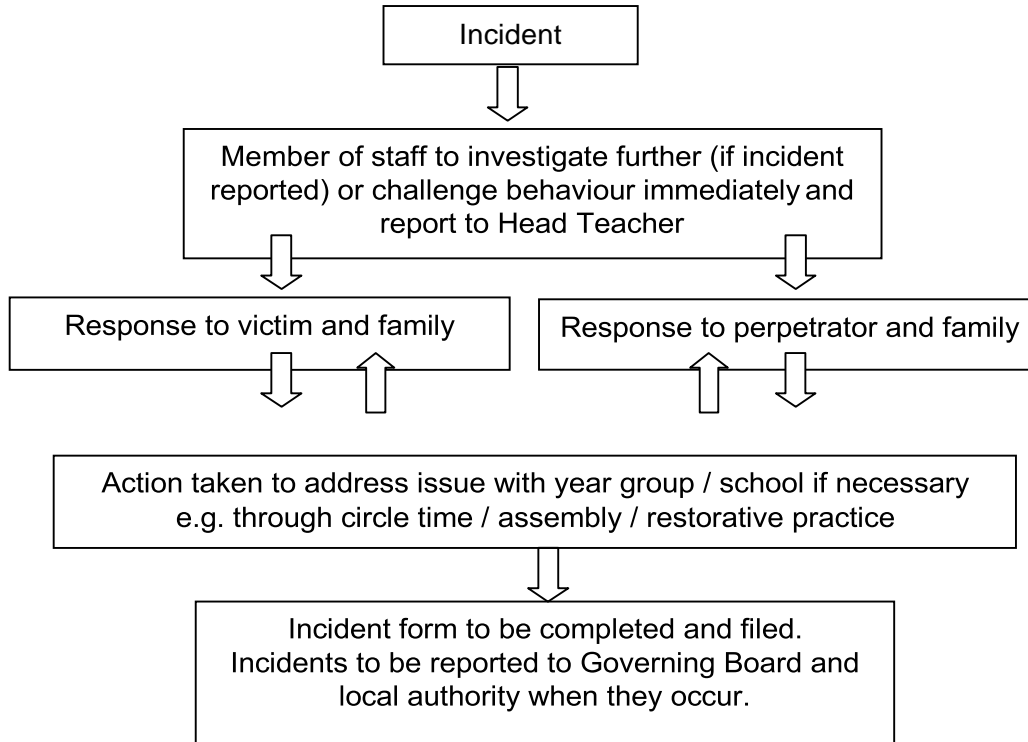 Incident
Member of staff to investigate further (if incident
reported) or challenge behaviour immediately and
report to Head Teacher
Response to victim and family
Response to perpetrator and family
Action taken to address issue with year group / school if necessary
e.g. through circle time / assembly / restorative practice
Incident form to be completed and filed.
Incidents to be reported to Governing Board and
local authority when they occur.